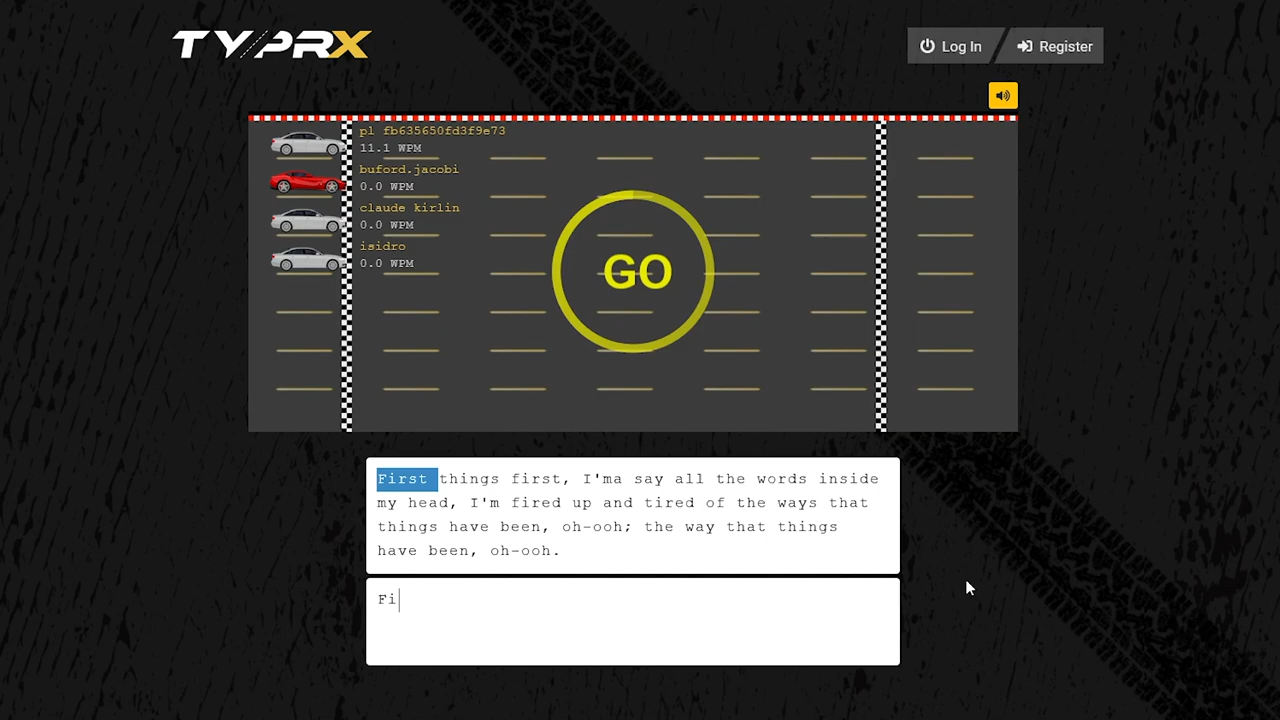 TYPRX
Log In
Register
pl fb635650fd3f9e73
11.1 WPM
buford.jacobi
0.0 WPM
claude kirlin
0.0 WPM
isidro
0.0 WPM
GO
First things first, I'ma say all the words inside
my head, I'm fired up and tired of the ways that
things have been, oh-ooh; the way that things
have been, oh-ooh.
Fi